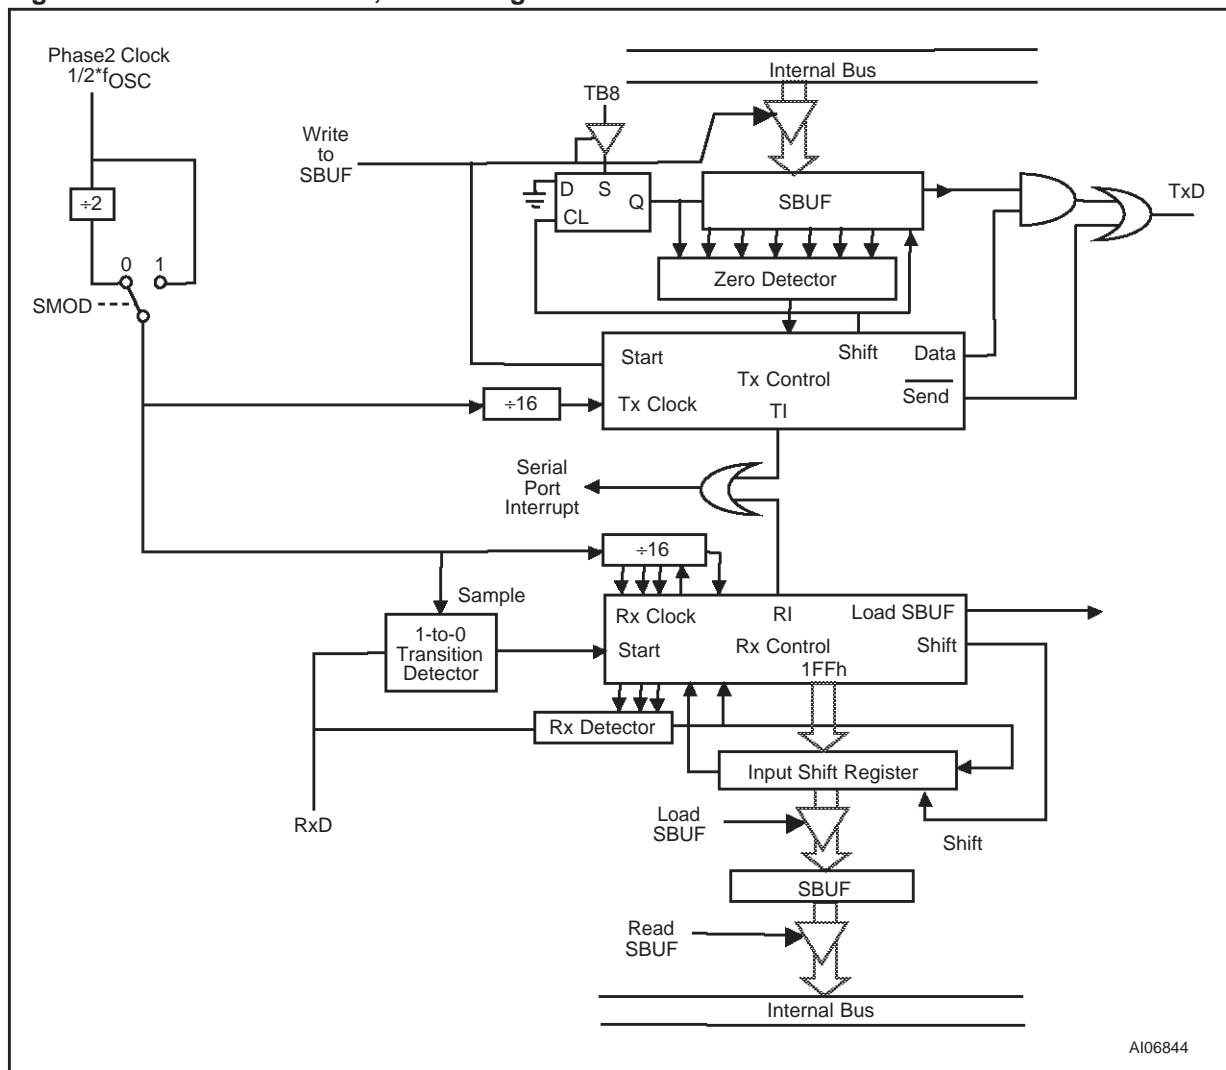 Phase2 Clock
1/2*fOSC
Internal Bus
TB8
Write
to
SBUF
D S
Q
CL
SBUF
TxD
÷2
0 1
SMOD
Zero Detector
Start
Shift
Data
Tx Control
Send
Tx Clock
TI
÷16
Serial
Port
Interrupt
÷16
Sample
Rx Clock
RI
Load SBUF
1-to-0
Transition
Detector
Start
Rx Control
Shift
1FFh
Rx Detector
Input Shift Register
RxD
Load
SBUF
Shift
SBUF
Read
SBUF
Internal Bus
AI06844